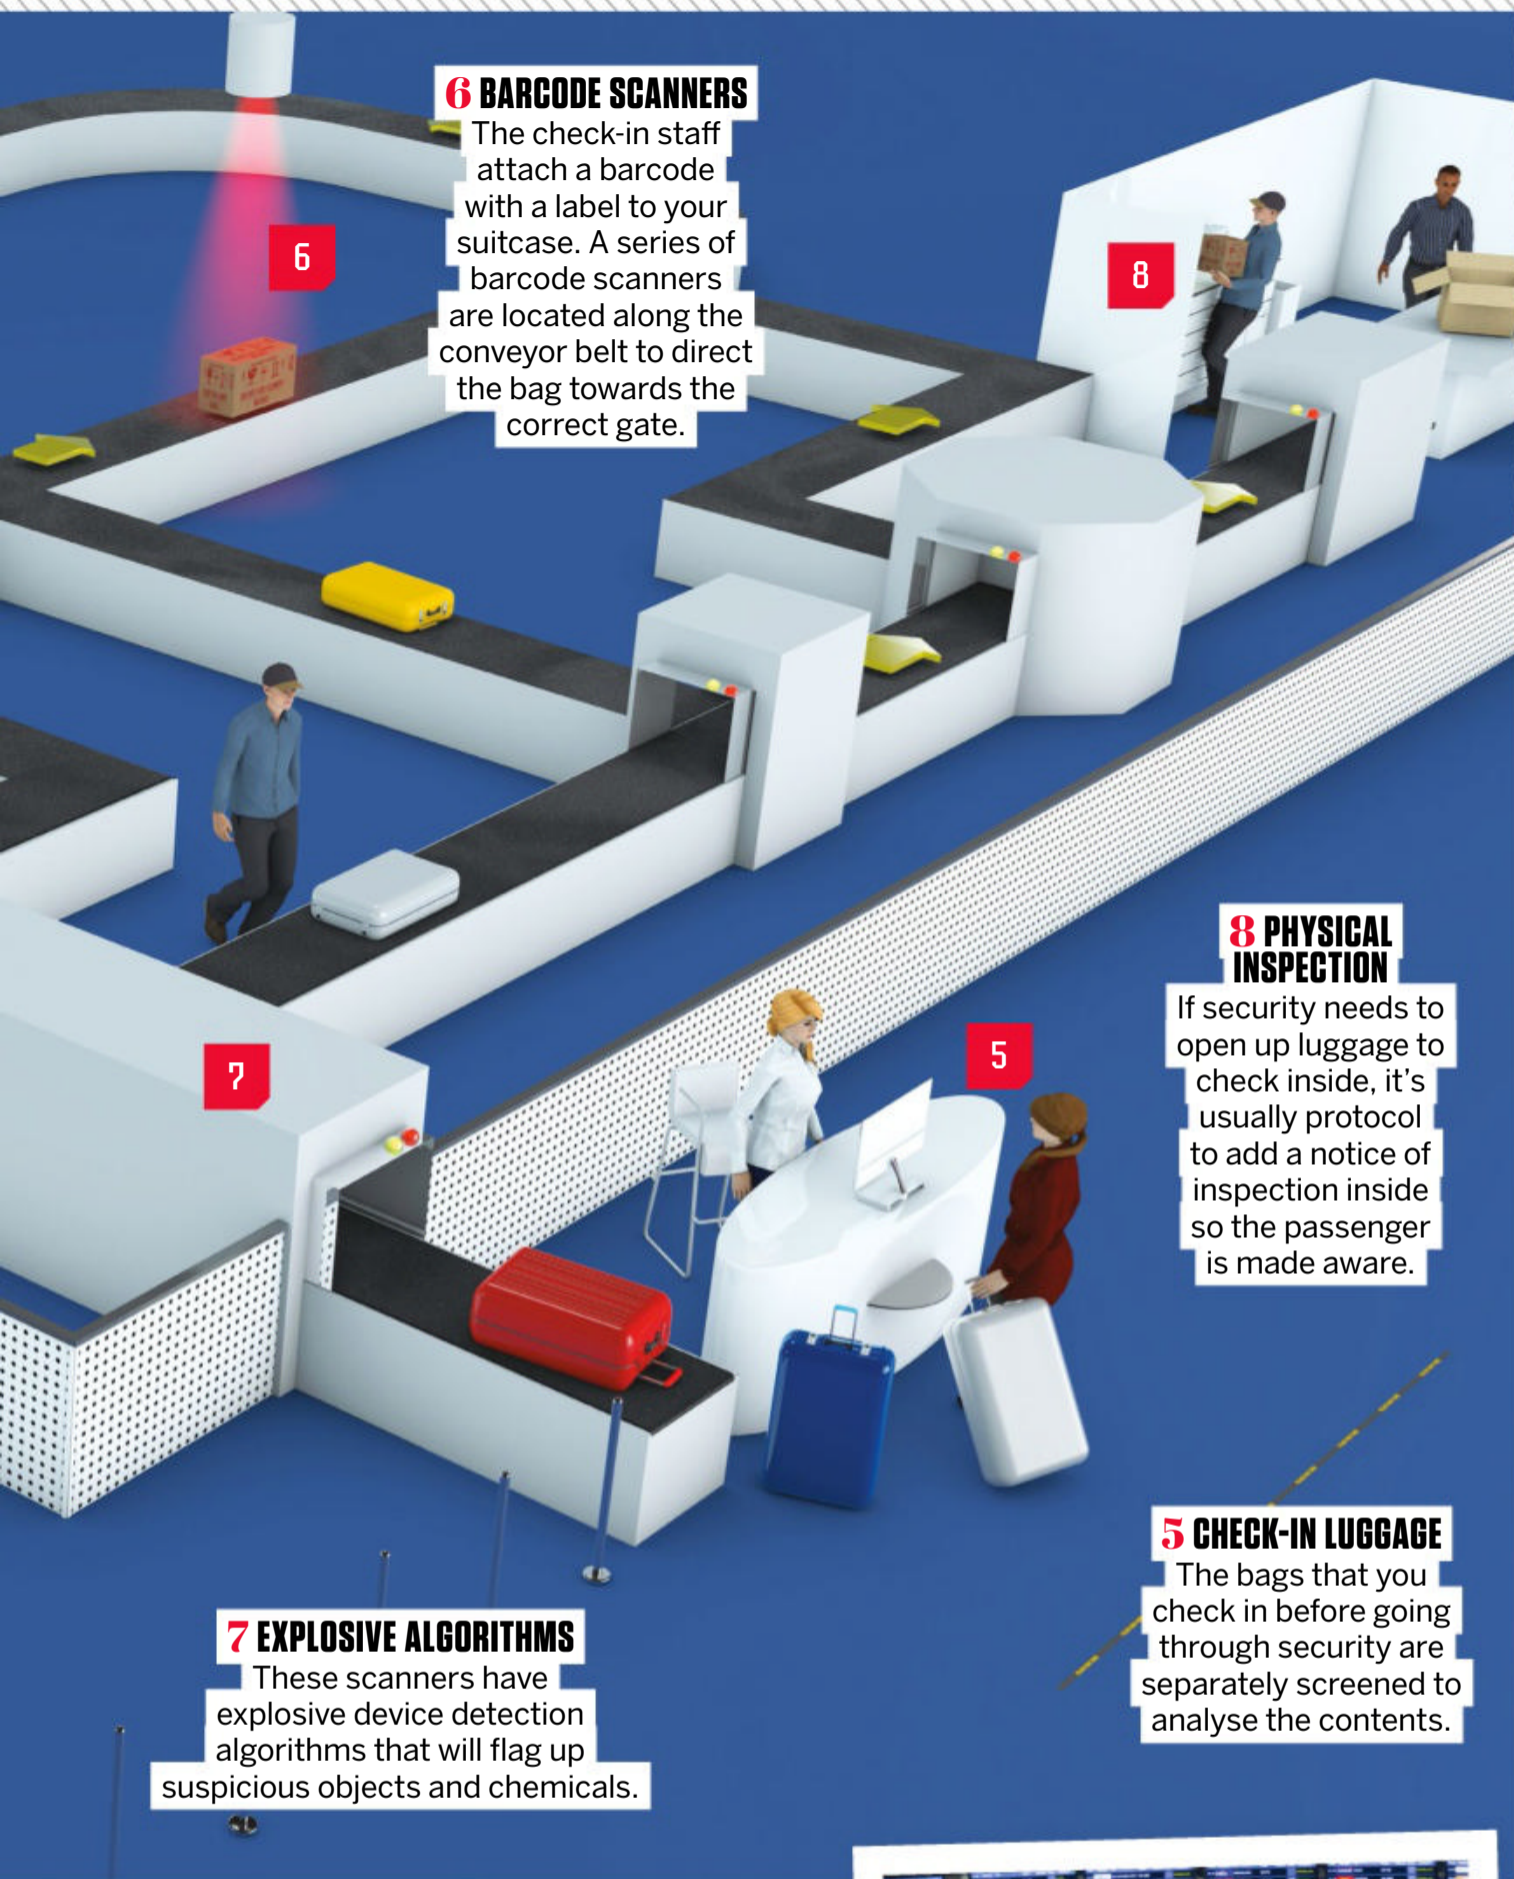 6 BARCODE SCANNERS
The check-in staff
attach a barcode
with a label to your
suitcase. A series of
barcode scanners
are located along the
conveyor belt to direct
the bag towards the
correct gate.
6
8
8 PHYSICAL
INSPECTION
If security needs to
open up luggage to
check inside, it's
usually protocol
to add a notice of
inspection inside
so the passenger
is made aware.
7
5
5 CHECK-IN LUGGAGE
The bags that you
check in before going
through security are
separately screened to
analyse the contents.
7 EXPLOSIVE ALGORITHMS
These scanners have
explosive device detection
algorithms that will flag up
suspicious objects and chemicals.